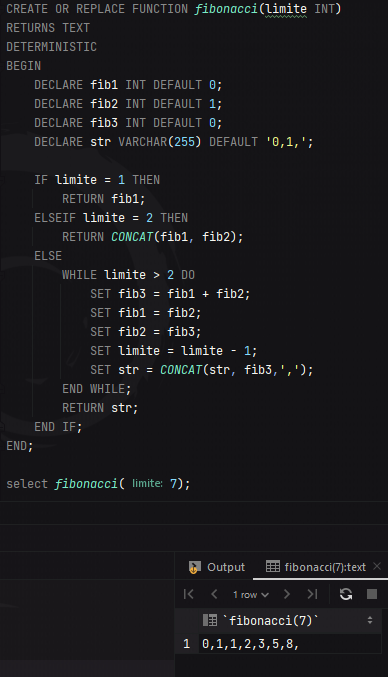 CREATE OR REPLACE FUNCTION fibonacci(limite INT)
RETURNS TEXT
DETERMINISTIC
BEGIN
    DECLARE fib1 INT DEFAULT 0;
    DECLARE fib2 INT DEFAULT 1;
    DECLARE fib3 INT DEFAULT 0;
    DECLARE str VARCHAR(255) DEFAULT '0,1,';

    IF limite = 1 THEN
        RETURN fib1;
    ELSEIF limite = 2 THEN
        RETURN CONCAT(fib1, fib2);
    ELSE
        WHILE limite > 2 DO
            SET fib3 = fib1 + fib2;
            SET fib1 = fib2;
            SET fib2 = fib3;
            SET limite = limite - 1;
            SET str = CONCAT(str, fib3,',');
        END WHILE;
        RETURN str;
    END IF;
END;

select fibonacci( limite: 7);
Output fibonacci(7):text
1 row
`fibonacci(7)`
1 0,1,1,2,3,5,8,